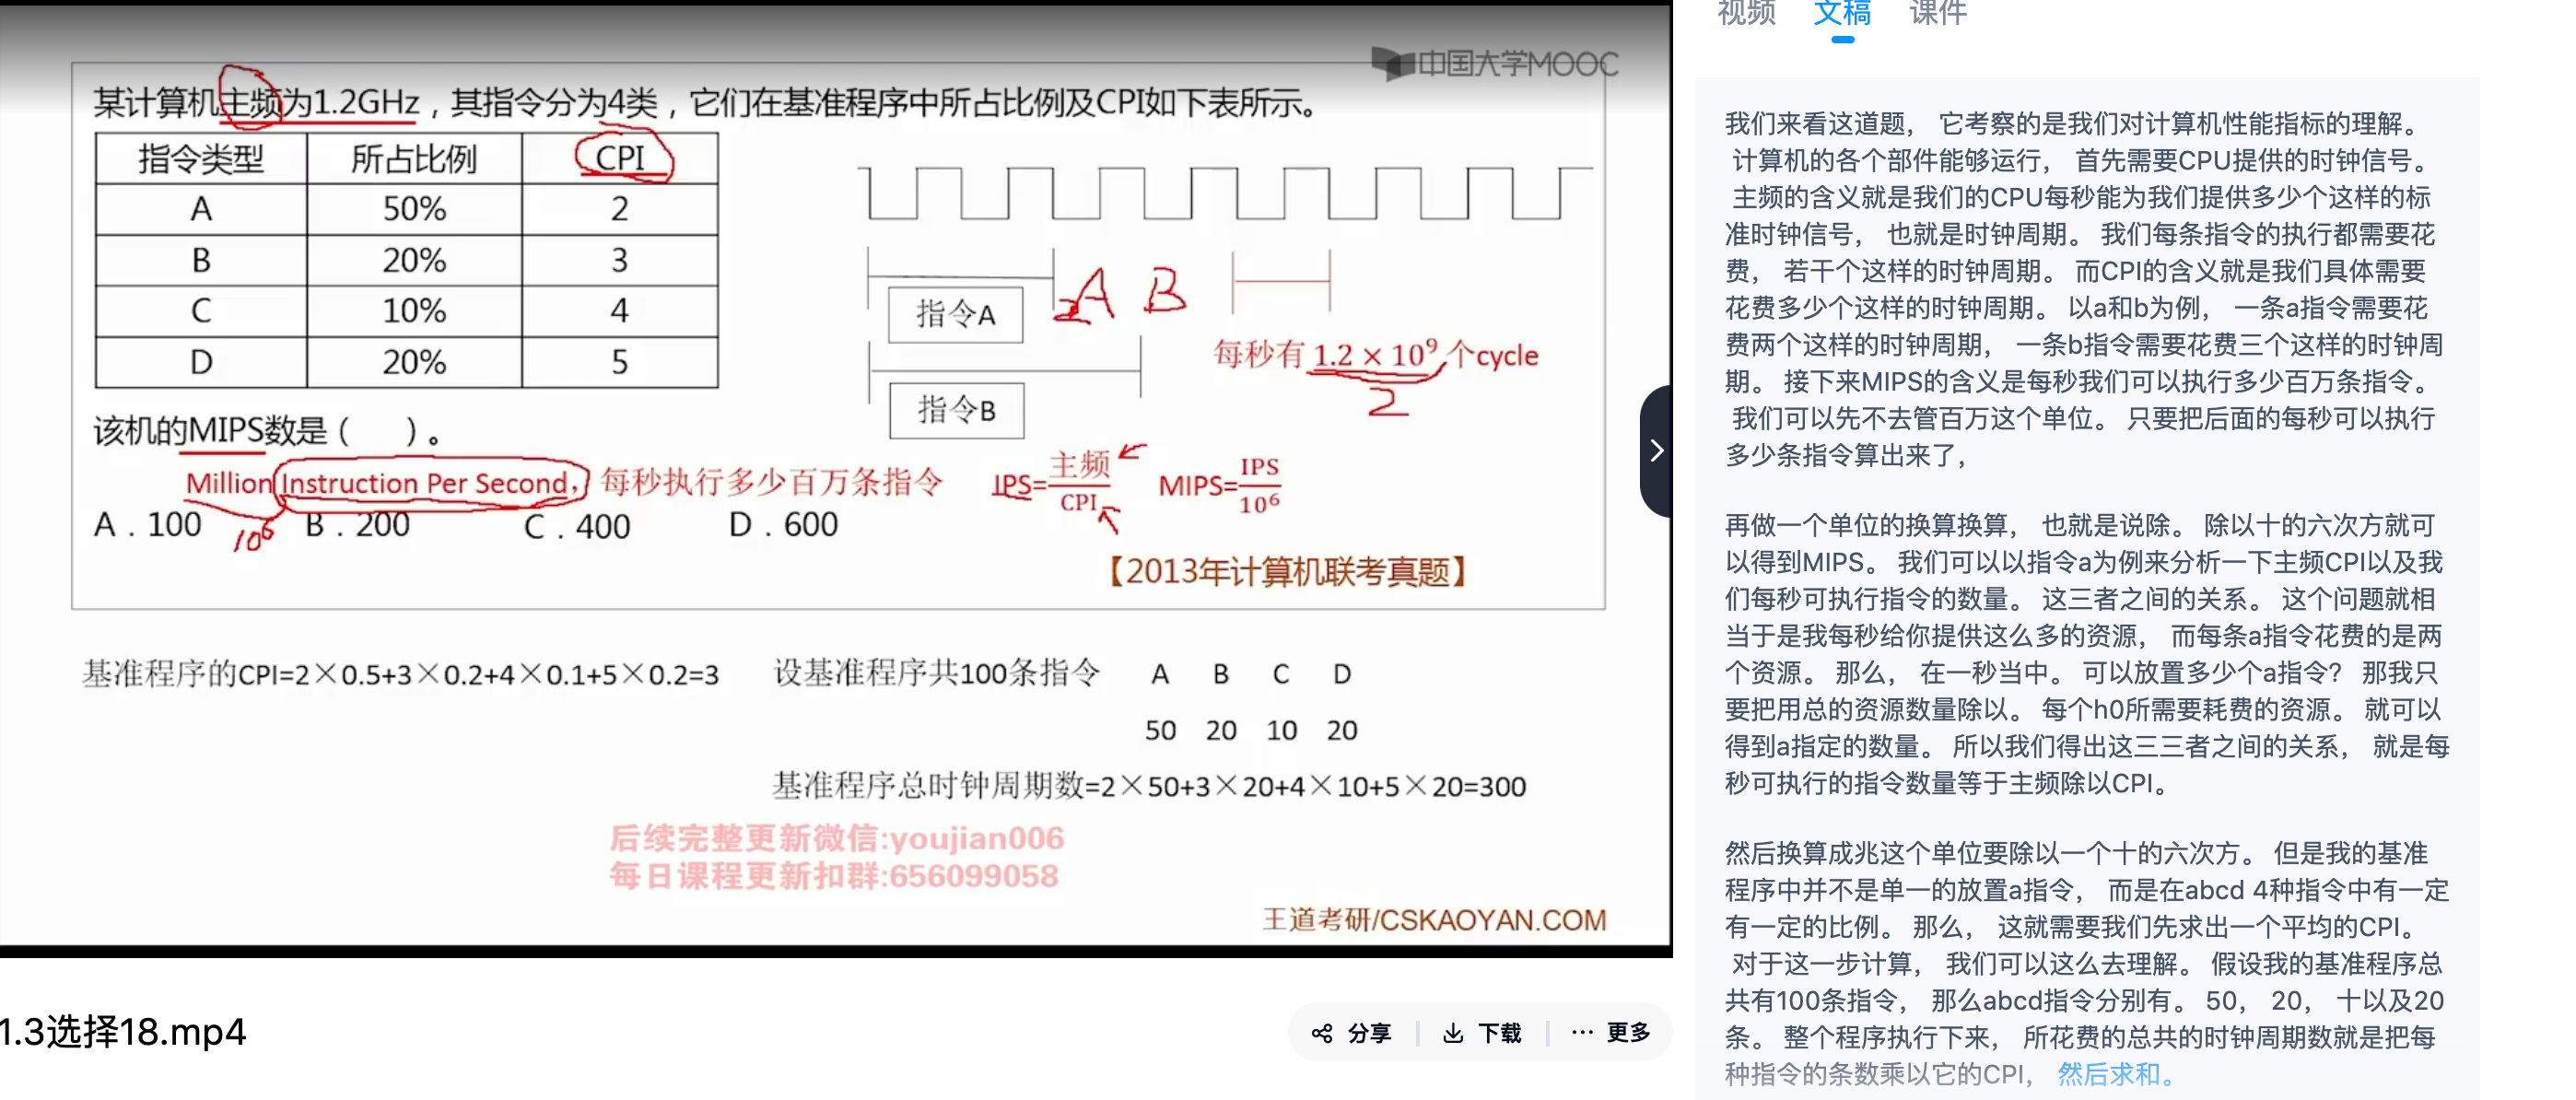 中国大学MOOC
某计算机主频为1.2GHz，其指令分为4类，它们在基准程序中所占比例及CPI如下表所示。
指令类型 所占比例 CPI
A 50% 2
B 20% 3
C 10% 4
D 20% 5
指令A
2 A B
指令B
每秒有 1.2 × 10⁹ 个cycle
2
该机的MIPS数是（ ）。
Million Instruction Per Second，每秒执行多少百万条指令
IPS=主频/CPI MIPS=IPS/10⁶
10⁶
A．100 B．200 C．400 D．600
【2013年计算机联考真题】
基准程序的CPI=2×0.5+3×0.2+4×0.1+5×0.2=3
设基准程序共100条指令 A B C D
50 20 10 20
基准程序总时钟周期数=2×50+3×20+4×10+5×20=300
后续完整更新微信:youjian006
每日课程更新扣群:656099058
王道考研/CSKAOYAN.COM
1.3选择18.mp4
分享 下载 ··· 更多
视频 文稿 课件
我们来看这道题， 它考察的是我们对计算机性能指标的理解。
计算机的各个部件能够运行， 首先需要CPU提供的时钟信号。
主频的含义就是我们的CPU每秒能为我们提供多少个这样的标
准时钟信号， 也就是时钟周期。 我们每条指令的执行都需要花
费， 若干个这样的时钟周期。 而CPI的含义就是我们具体需要
花费多少个这样的时钟周期。 以a和b为例， 一条a指令需要花
费两个这样的时钟周期， 一条b指令需要花费三个这样的时钟周
期。 接下来MIPS的含义是每秒我们可以执行多少百万条指令。
我们可以先不去管百万这个单位。 只要把后面的每秒可以执行
多少条指令算出来了，
再做一个单位的换算换算， 也就是说除。 除以十的六次方就可
以得到MIPS。 我们可以以指令a为例来分析一下主频CPI以及我
们每秒可执行指令的数量。 这三者之间的关系。 这个问题就相
当于是我每秒给你提供这么多的资源， 而每条a指令花费的是两
个资源。 那么， 在一秒当中。 可以放置多少个a指令？ 那我只
要把用总的资源数量除以。 每个h0所需要耗费的资源。 就可以
得到a指定的数量。 所以我们得出这三三者之间的关系， 就是每
秒可执行的指令数量等于主频除以CPI。
然后换算成兆这个单位要除以一个十的六次方。 但是我的基准
程序中并不是单一的放置a指令， 而是在abcd 4种指令中有一定
有一定的比例。 那么， 这就需要我们先求出一个平均的CPI。
对于这一步计算， 我们可以这么去理解。 假设我的基准程序总
共有100条指令， 那么abcd指令分别有。 50， 20， 十以及20
条。 整个程序执行下来， 所花费的总共的时钟周期数就是把每
种指令的条数乘以它的CPI， 然后求和。